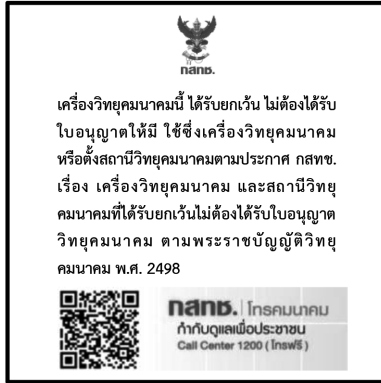 กสทช.
เครื่องวิทยุคมนาคมนี้ ได้รับยกเว้น ไม่ต้องได้รับ
ใบอนุญาตให้มี ใช้ซึ่งเครื่องวิทยุคมนาคม
หรือตั้งสถานีวิทยุคมนาคมตามประกาศ กสทช.
เรื่อง เครื่องวิทยุคมนาคม และสถานีวิทยุ
คมนาคมที่ได้รับยกเว้นไม่ต้องได้รับใบอนุญาต
วิทยุคมนาคม ตามพระราชบัญญัติวิทยุ
คมนาคม พ.ศ. 2498
กสทช. | โทรคมนาคม
กำกับดูแลเพื่อประชาชน
Call Center 1200 (โทรฟรี)